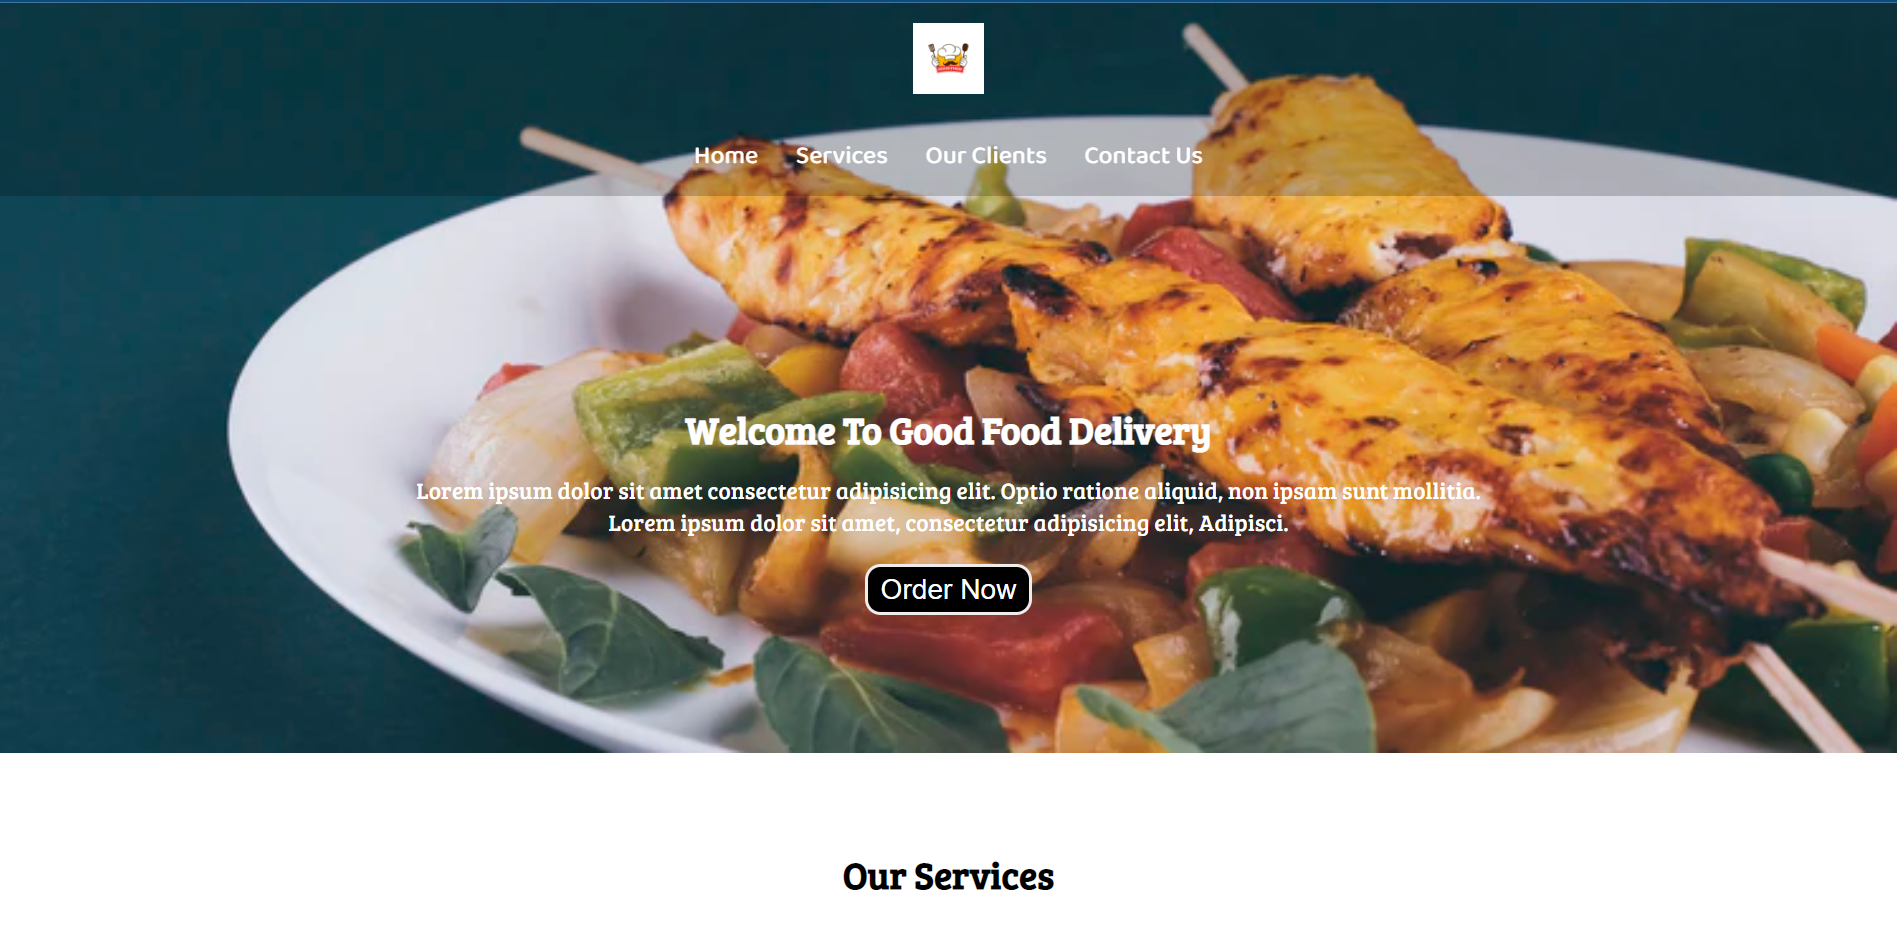 Home Services Our Clients Contact Us
Welcome To Good Food Delivery
Lorem ipsum dolor sit amet consectetur adipisicing elit. Optio ratione aliquid, non ipsam sunt mollitia.
Lorem ipsum dolor sit amet, consectetur adipisicing elit, Adipisci.
Order Now
Our Services